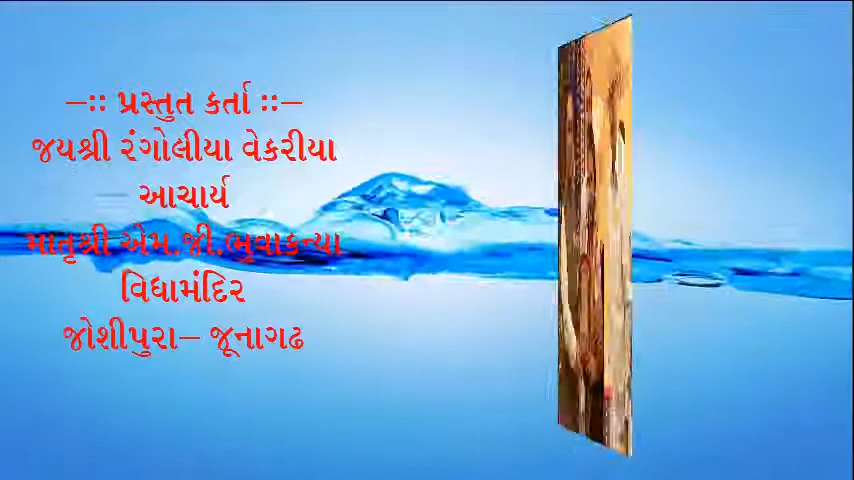 —:: પ્રસ્તુત કર્તા ::—
જયશ્રી રંગોલીયા વેકરીયા
આચાર્ય
માતૃશ્રી એમ.જી.ભુવાકન્યા
વિધામંદિર
જોશીપુરા— જૂનાગઢ